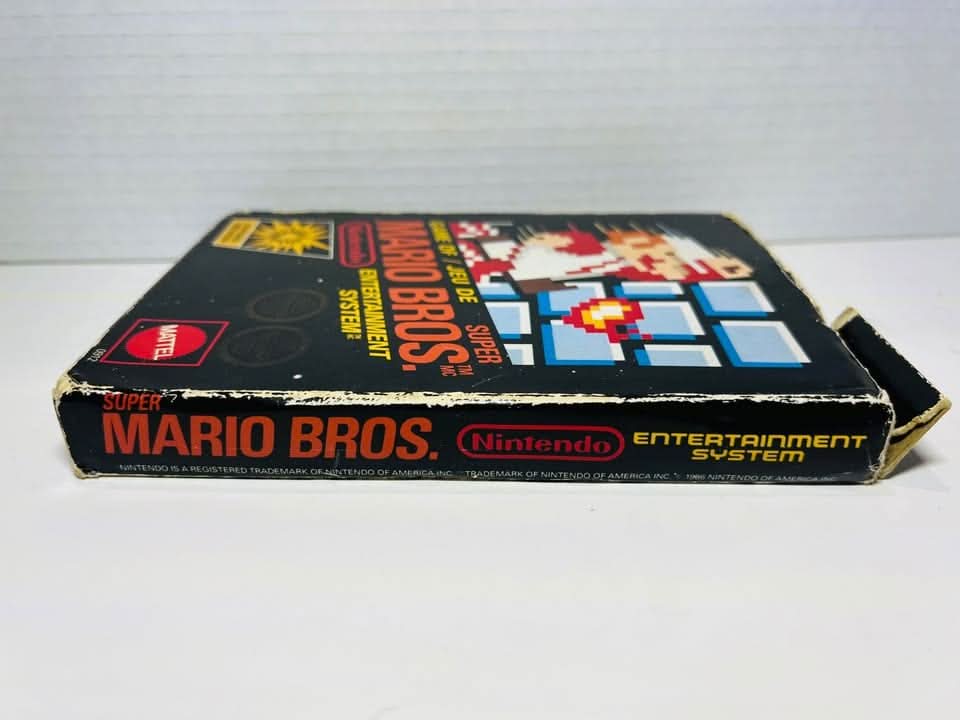 SUPER
MARIO BROS.
Nintendo
ENTERTAINMENT
SYSTEM
NINTENDO IS A REGISTERED TRADEMARK OF NINTENDO OF AMERICA INC. TRADEMARK OF NINTENDO OF AMERICA INC. © 1986 NINTENDO OF AMERICA INC.
GAME OF / JEU DE
SUPER TM
MARIO BROS. MC
Nintendo
ENTERTAINMENT
SYSTEM
MATTEL
0912